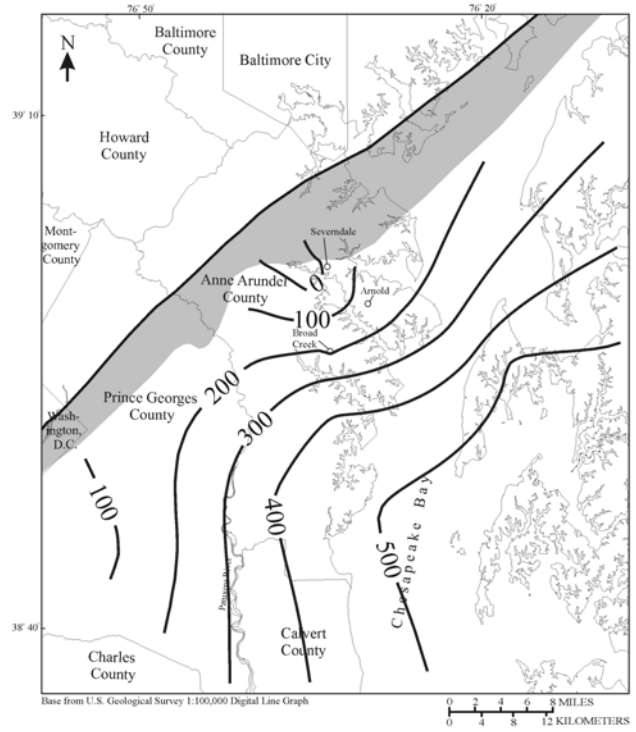 76° 50
76° 20
N
Baltimore
County
Baltimore City
39° 10
Howard
County
Mont-
gomery
County
Severndale
Anne Arunder
County
0
Arnold
100
Broad
Creek
200
Prince Georges
County
Wash-
ington,
D.C.
300
100
400
500
Chesapeake Bay
38° 40
Calvert
County
Charles
County
Base from U.S. Geological Survey 1:100,000 Digital Line Graph
0 2 4 6 8 MILES
0 4 8 12 KILOMETERS